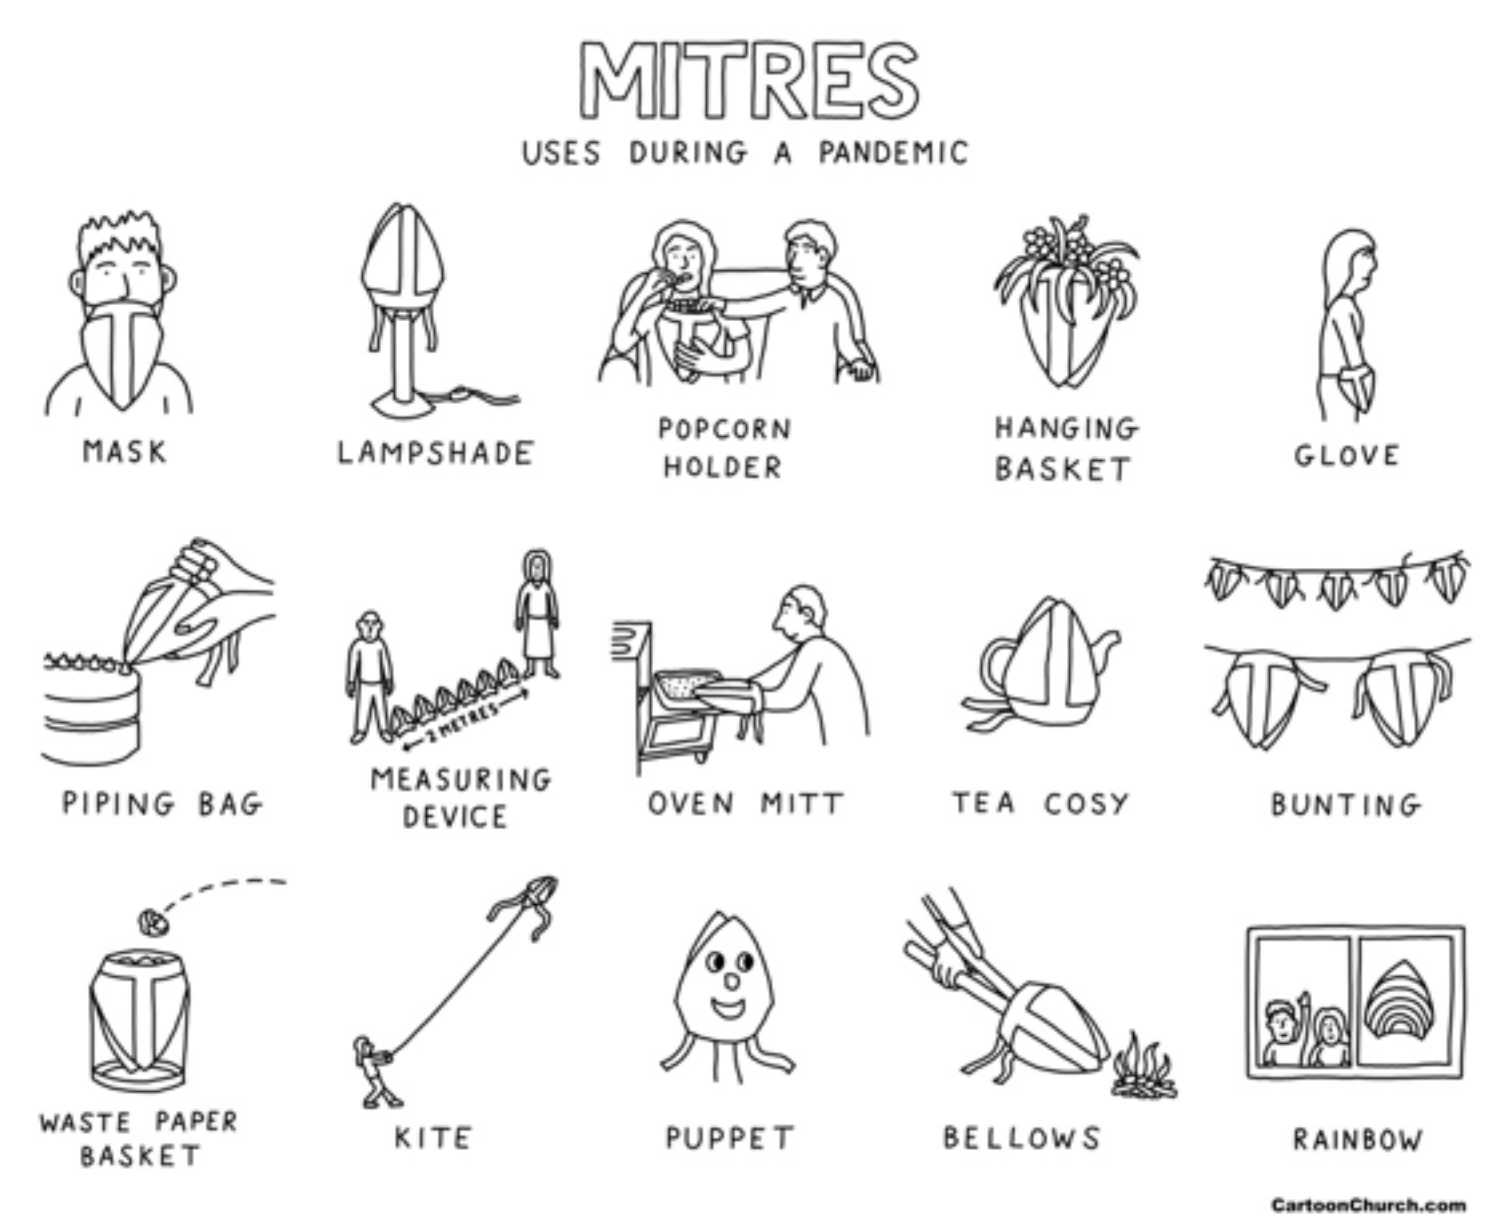 MITRES
USES DURING A PANDEMIC
MASK
LAMPSHADE
POPCORN
HOLDER
HANGING
BASKET
GLOVE
PIPING BAG
2 METRES
MEASURING
DEVICE
OVEN MITT
TEA COSY
BUNTING
WASTE PAPER
BASKET
KITE
PUPPET
BELLOWS
RAINBOW
CartoonChurch.com